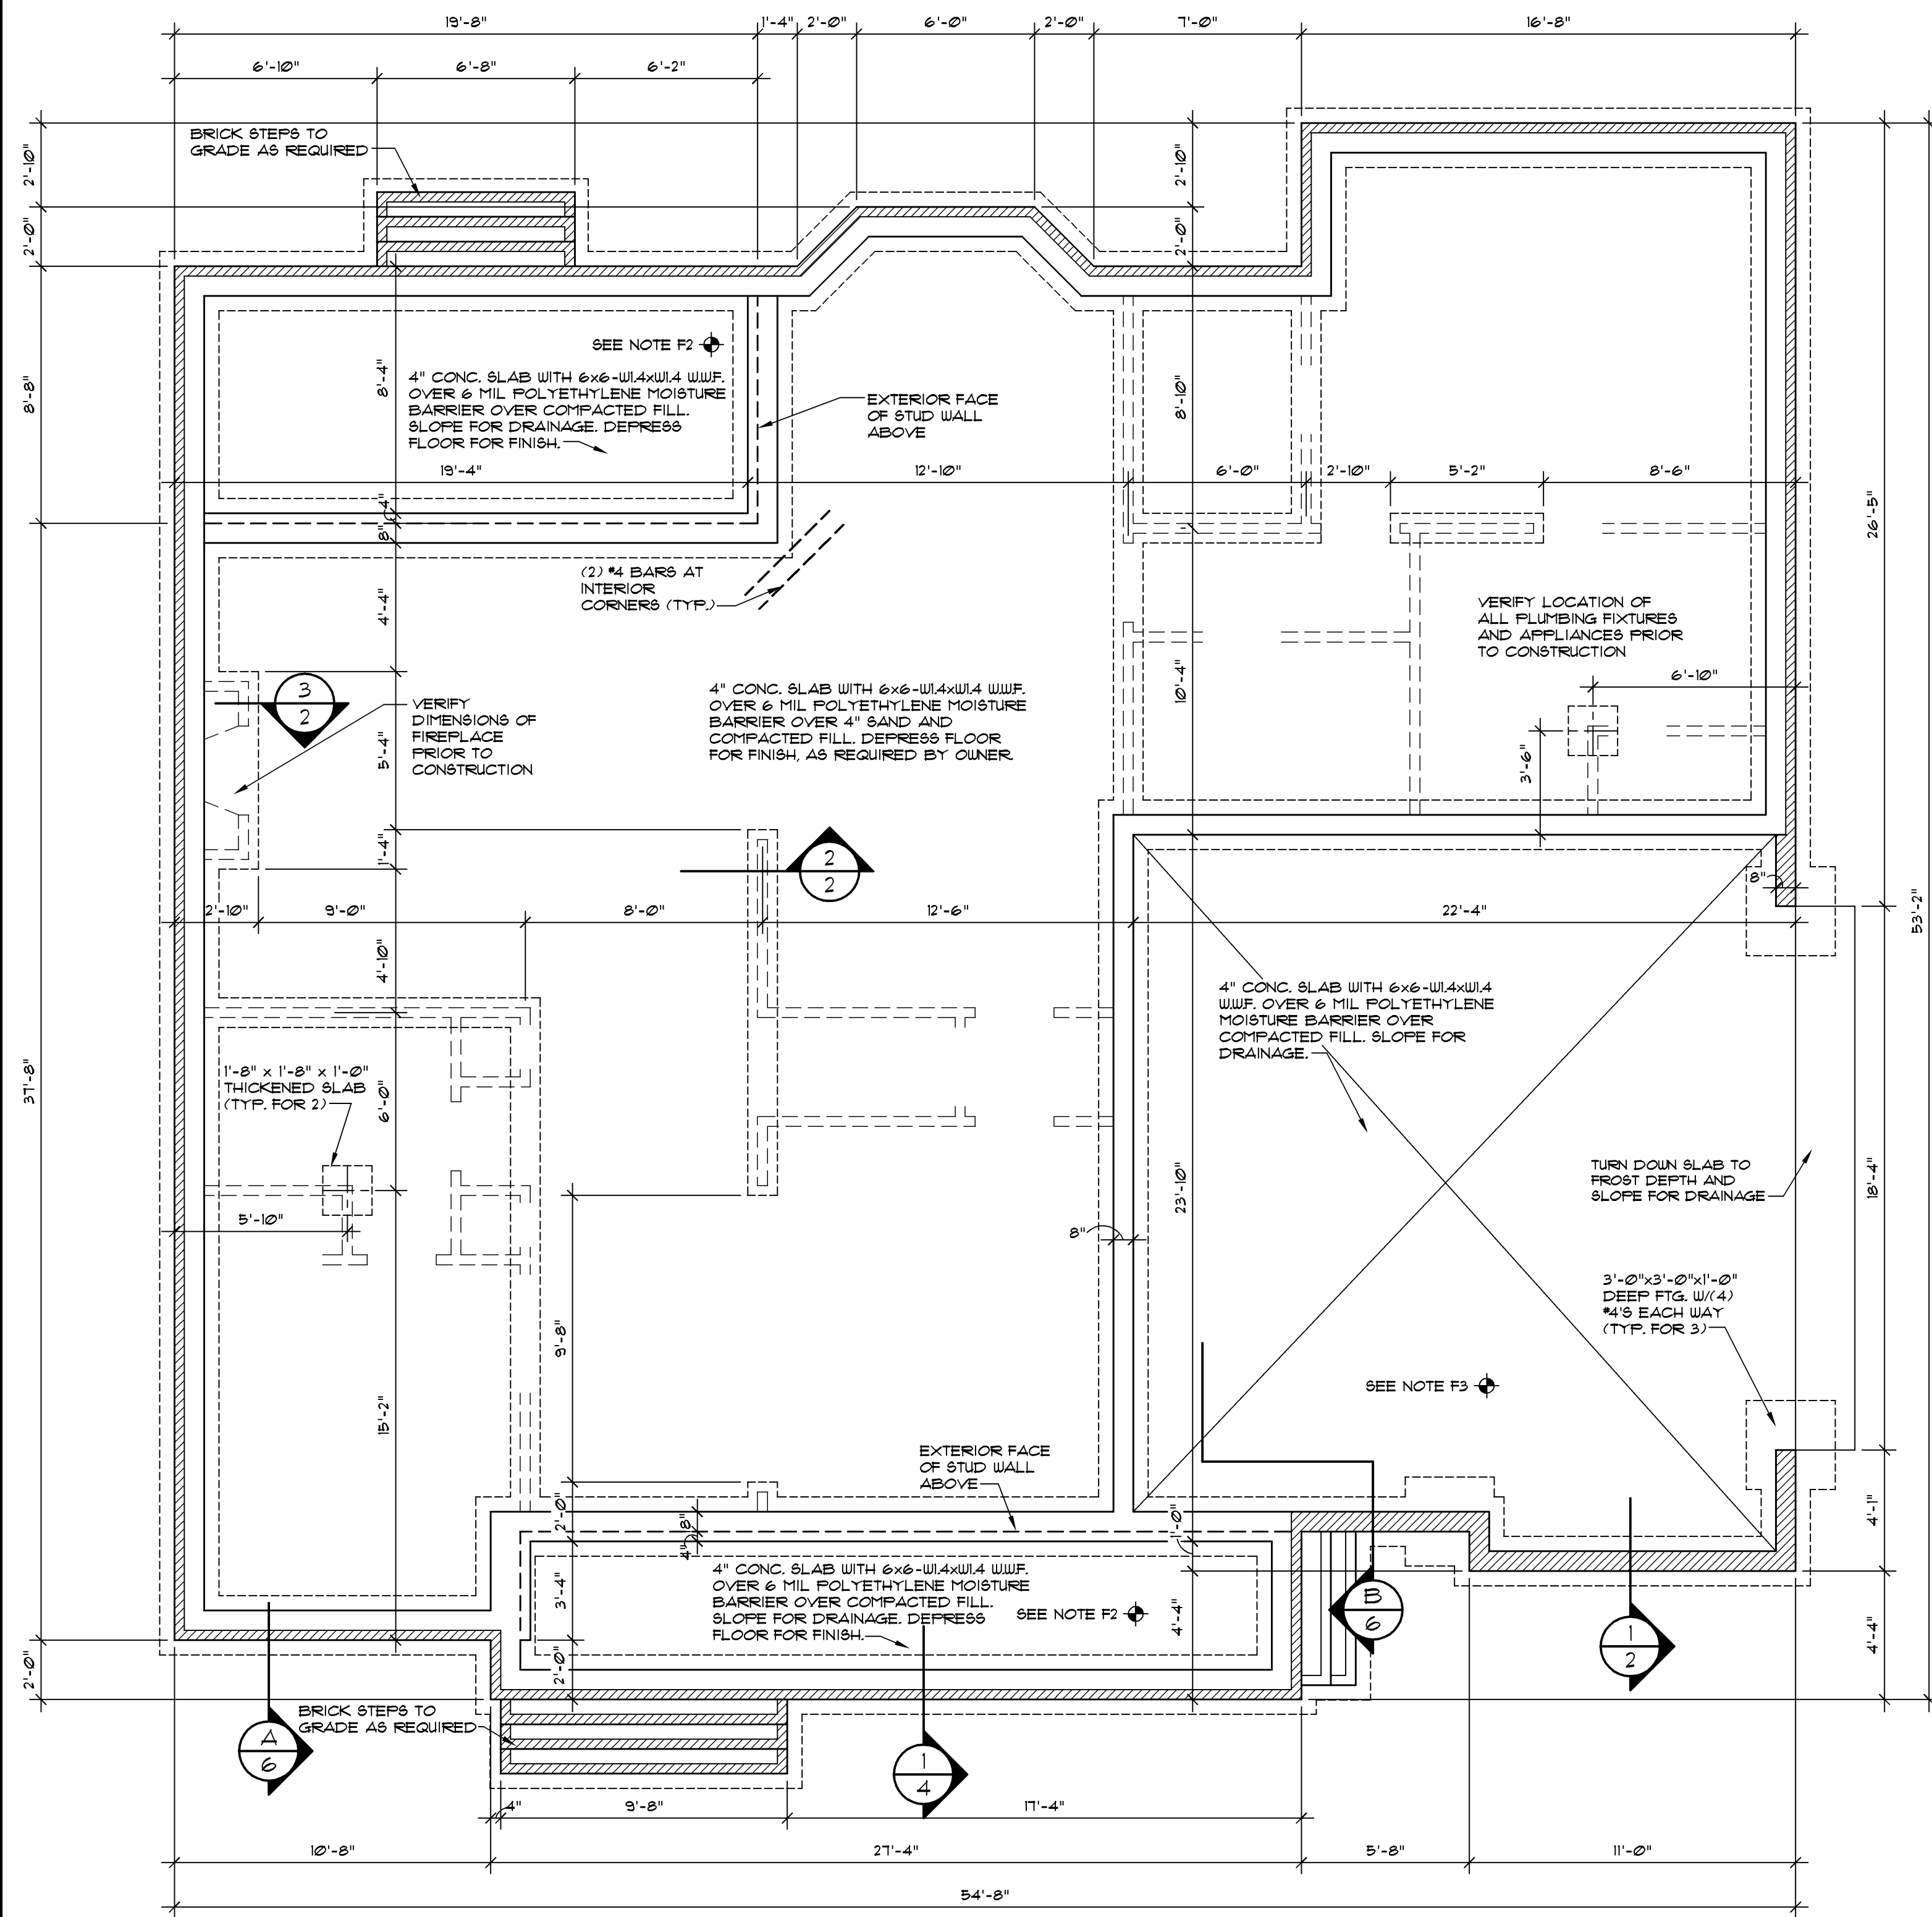 19'-8"
1'-4"
2'-0"
6'-0"
2'-0"
7'-0"
16'-8"
6'-10"
6'-8"
6'-2"
BRICK STEPS TO
GRADE AS REQUIRED
2'-10"
2'-0"
8'-8"
37'-8"
2'-0"
2'-10"
2'-0"
8'-10"
10'-4"
23'-10"
1'-0"
4'-4"
26'-5"
18'-4"
4'-1"
4'-4"
53'-2"
SEE NOTE F2
4" CONC. SLAB WITH 6x6-W1.4xW1.4 W.W.F.
OVER 6 MIL POLYETHYLENE MOISTURE
BARRIER OVER COMPACTED FILL.
SLOPE FOR DRAINAGE. DEPRESS
FLOOR FOR FINISH.
EXTERIOR FACE
OF STUD WALL
ABOVE
19'-4"
12'-10"
6'-0"
2'-10"
5'-2"
8'-6"
8'-4"
4"
8"
4'-4"
5'-4"
1'-4"
4'-10"
6'-0"
15'-2"
(2) #4 BARS AT
INTERIOR
CORNERS (TYP.)
VERIFY LOCATION OF
ALL PLUMBING FIXTURES
AND APPLIANCES PRIOR
TO CONSTRUCTION
6'-10"
3'-6"
3
2
VERIFY
DIMENSIONS OF
FIREPLACE
PRIOR TO
CONSTRUCTION
4" CONC. SLAB WITH 6x6-W1.4xW1.4 W.W.F.
OVER 6 MIL POLYETHYLENE MOISTURE
BARRIER OVER 4" SAND AND
COMPACTED FILL. DEPRESS FLOOR
FOR FINISH, AS REQUIRED BY OWNER.
2
2
8"
2'-10"
9'-0"
8'-0"
12'-6"
22'-4"
4" CONC. SLAB WITH 6x6-W1.4xW1.4
W.W.F. OVER 6 MIL POLYETHYLENE
MOISTURE BARRIER OVER
COMPACTED FILL. SLOPE FOR
DRAINAGE.
1'-8" x 1'-8" x 1'-0"
THICKENED SLAB
(TYP. FOR 2)
TURN DOWN SLAB TO
FROST DEPTH AND
SLOPE FOR DRAINAGE
5'-10"
8"
3'-0"x3'-0"x1'-0"
DEEP FTG. W/(4)
#4'S EACH WAY
(TYP. FOR 3)
9'-8"
SEE NOTE F3
EXTERIOR FACE
OF STUD WALL
ABOVE
2'-0"
8"
4"
3'-4"
2'-0"
4" CONC. SLAB WITH 6x6-W1.4xW1.4 W.W.F.
OVER 6 MIL POLYETHYLENE MOISTURE
BARRIER OVER COMPACTED FILL.
SLOPE FOR DRAINAGE. DEPRESS
FLOOR FOR FINISH.
SEE NOTE F2
B
6
1
2
BRICK STEPS TO
GRADE AS REQUIRED
A
6
1
4
4"
9'-8"
17'-4"
10'-8"
27'-4"
5'-8"
11'-0"
54'-8"